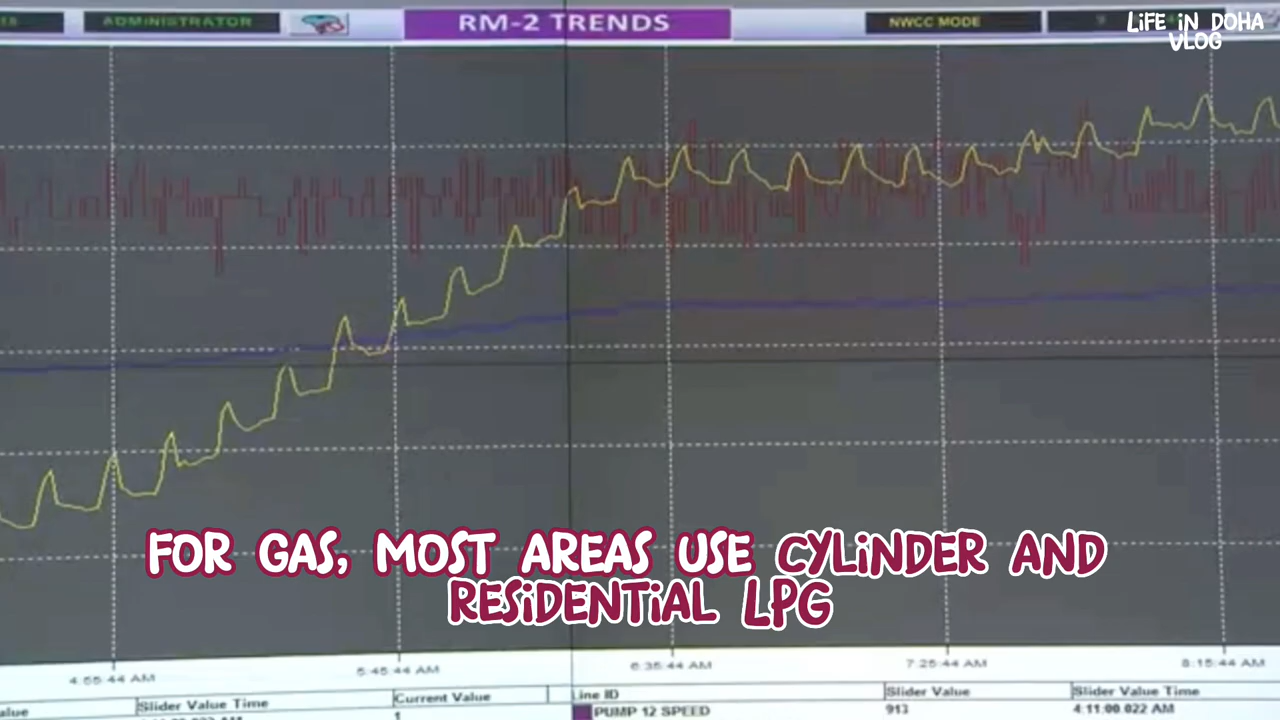 ADMINISTRATOR
RM-2 TRENDS
NWCC MODE
LiFE iN DOHA
VLOG
FOR GAS, MOST AREAS USE CYLiNDER AND
RESiDENTiAL LPG
4:55:44 AM
5:45:44 AM
6:35:44 AM
7:25:44 AM
8:15:44 AM
Slider Value Time
Current Value
Line ID
Slider Value
Slider Value Time
1
PUMP 12 SPEED
913
4:11:00.022 AM